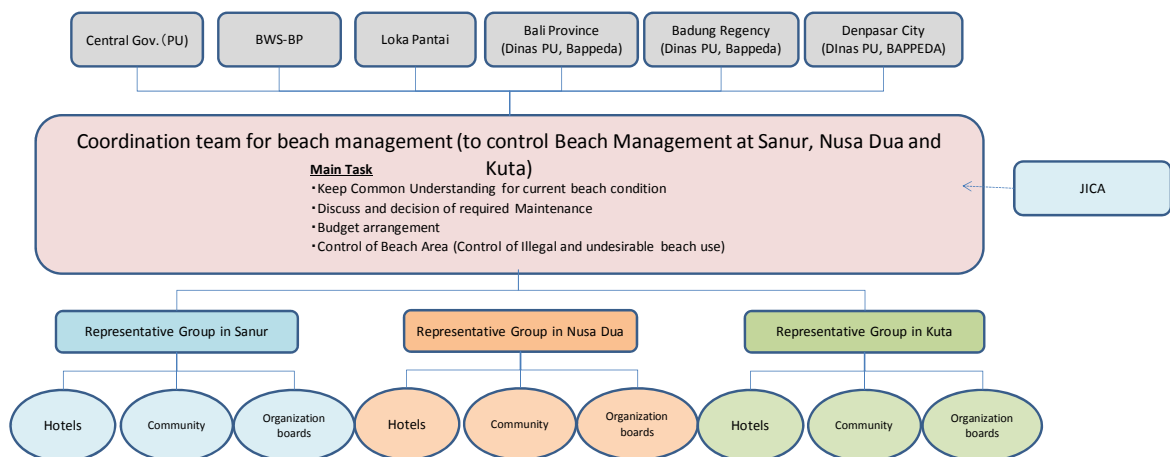 Central Gov.（PU）
BWS-BP
Loka Pantai
Bali Province
(Dinas PU, Bappeda)
Badung Regency
(Dinas PU, Bappeda)
Denpasar City
(DInas PU, BAPPEDA)
Coordination team for beach management (to control Beach Management at Sanur, Nusa Dua and
Kuta)
Main Task
・Keep Common Understanding for current beach condition
・Discuss and decision of required Maintenance
・Budget arrangement
・Control of Beach Area (Control of Illegal and undesirable beach use)
JICA
Representative Group in Sanur
Representative Group in Nusa Dua
Representative Group in Kuta
Hotels
Community
Organization
boards
Hotels
Community
Organization
boards
Hotels
Community
Organization
boards